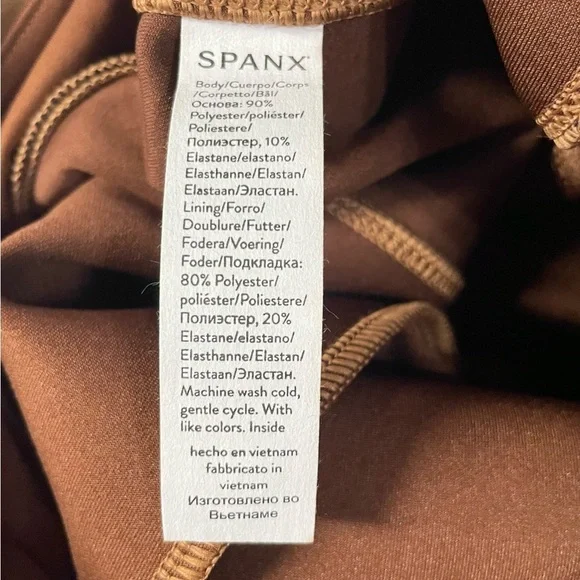 SPANX
Body/Cuerpo/Corps
/Corpetto/Bål/
Основа: 90%
Polyester/poliéster/
Poliestere/
Полиэстер, 10%
Elastane/elastano/
Elasthanne/Elastan/
Elastaan/Эластан.
Lining/Forro/
Doublure/Futter/
Fodera/Voering/
Foder/Подкладка:
80% Polyester/
poliéster/Poliestere/
Полиэстер, 20%
Elastane/elastano/
Elasthanne/Elastan/
Elastaan/Эластан.
Machine wash cold,
gentle cycle. With
like colors. Inside
hecho en vietnam
fabbricato in
vietnam
Изготовлено во
Вьетнаме